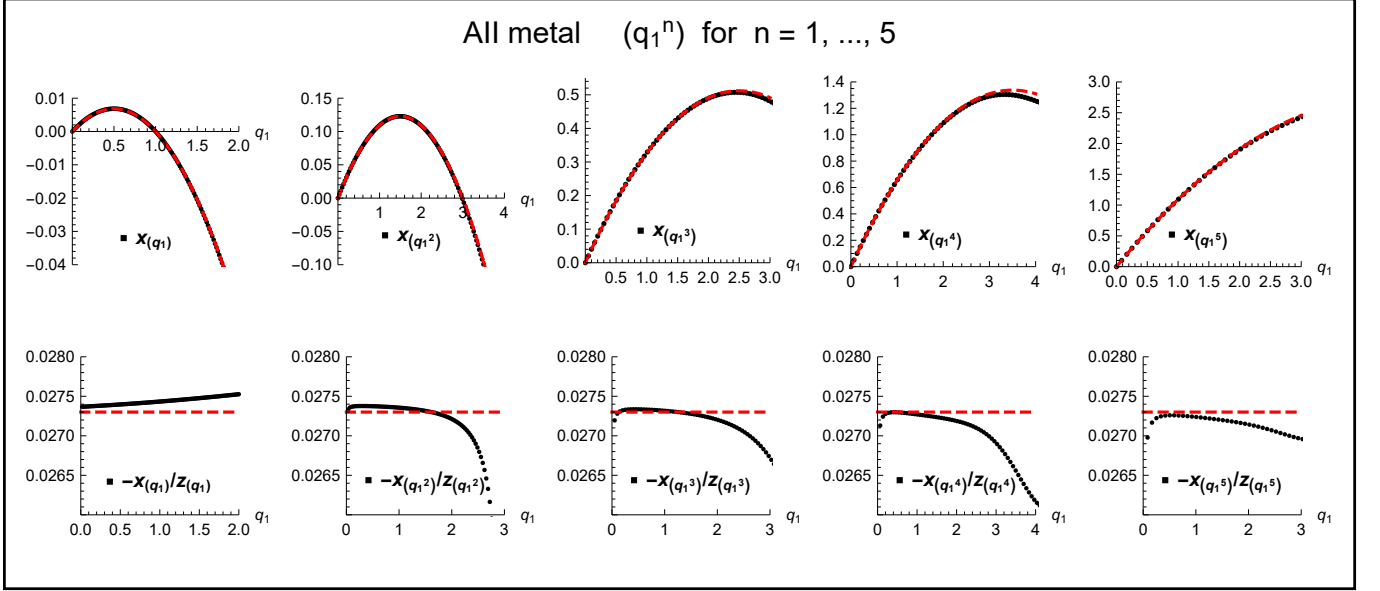 AII metal (q₁ⁿ) for n = 1, ..., 5
0.01
0.00
−0.01
−0.02
−0.03
−0.04
0.5 1.0 1.5 2.0
q₁
■ x(q₁)
0.15
0.10
0.05
0.00
−0.05
−0.10
1 2 3 4
q₁
■ x(q₁²)
0.5
0.4
0.3
0.2
0.1
0.0
0.5 1.0 1.5 2.0 2.5 3.0
q₁
■ x(q₁³)
1.4
1.2
1.0
0.8
0.6
0.4
0.2
0.0
0 1 2 3 4
q₁
■ x(q₁⁴)
3.0
2.5
2.0
1.5
1.0
0.5
0.0
0.0 0.5 1.0 1.5 2.0 2.5 3.0
q₁
■ x(q₁⁵)
0.0280
0.0275
0.0270
0.0265
0.0 0.5 1.0 1.5 2.0
q₁
■ −x(q₁)/z(q₁)
0.0280
0.0275
0.0270
0.0265
0 1 2 3
q₁
■ −x(q₁²)/z(q₁²)
0.0280
0.0275
0.0270
0.0265
0 1 2 3
q₁
■ −x(q₁³)/z(q₁³)
0.0280
0.0275
0.0270
0.0265
0 1 2 3 4
q₁
■ −x(q₁⁴)/z(q₁⁴)
0.0280
0.0275
0.0270
0.0265
0 1 2 3
q₁
■ −x(q₁⁵)/z(q₁⁵)